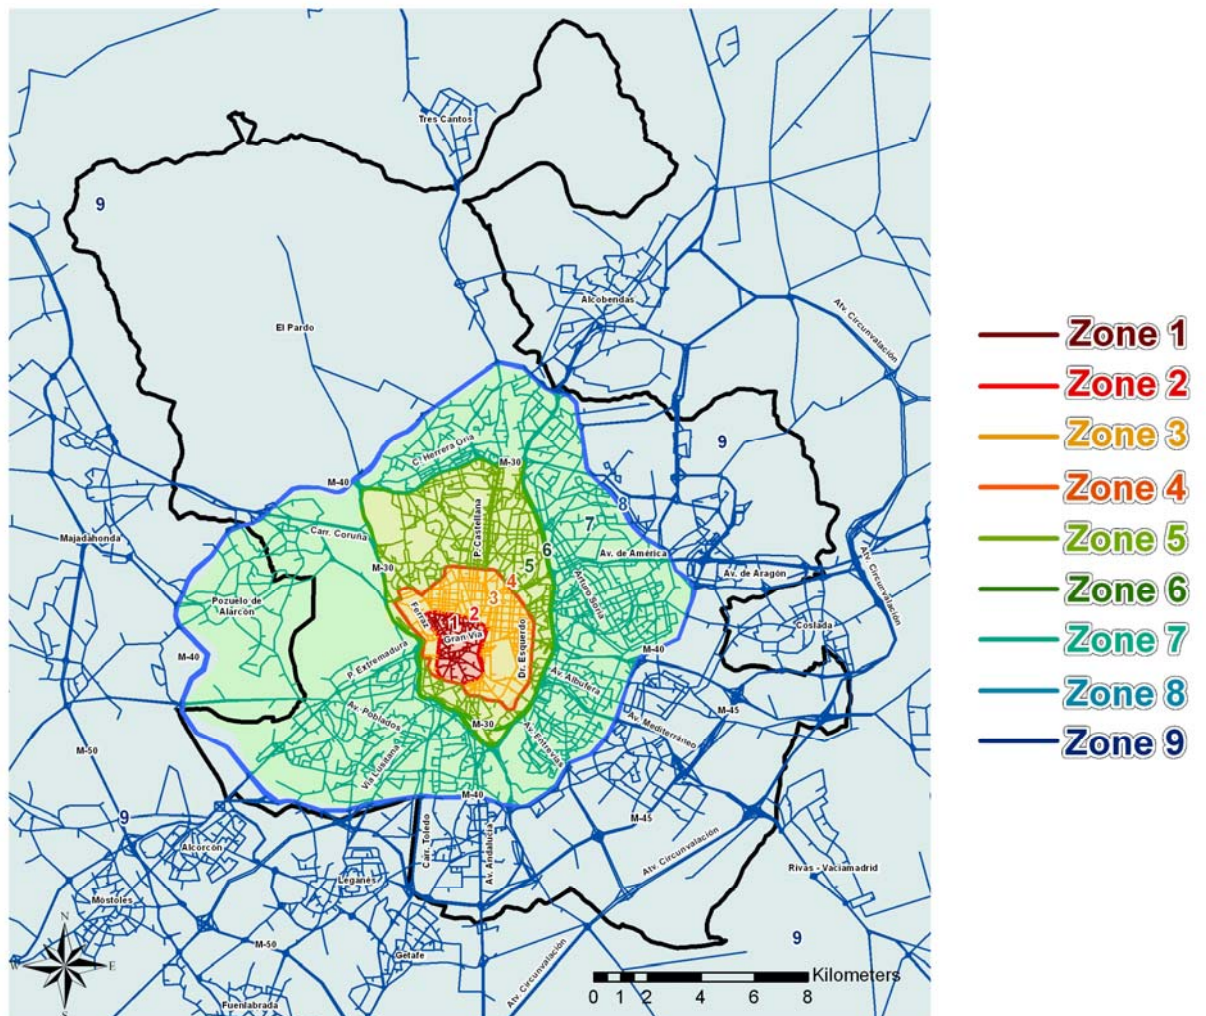 Tres Cantos
9
Alcobendas
Atv. Circunvalación
El Pardo
C. Herrera Oria
M-30
9
M-40
8
P. Castellana
7
Majadahonda
Carr. Coruña
6
Av. de América
Atv. Circunvalación
M-30
5
4
Av. de Aragón
Arturo Soria
3
Pozuelo de
Alarcón
Ferraz
2
1
Gran Vía
Coslada
Dr. Esquerdo
M-40
P. Extremadura
M-40
Av. Albufera
Av. Poblados
M-30
M-45
Av. Mediterráneo
Av. Entrevías
M-50
Vía Lusitana
M-40
9
M-45
Alcorcón
Carr. Toledo
Av. Andalucía
Atv. Circunvalación
Rivas - Vaciamadrid
Leganés
Móstoles
M-50
9
Getafe
Atv. Circunvalación
Fuenlabrada
N
W
E
S
Kilometers
0 1 2 4 6 8
Zone 1
Zone 2
Zone 3
Zone 4
Zone 5
Zone 6
Zone 7
Zone 8
Zone 9